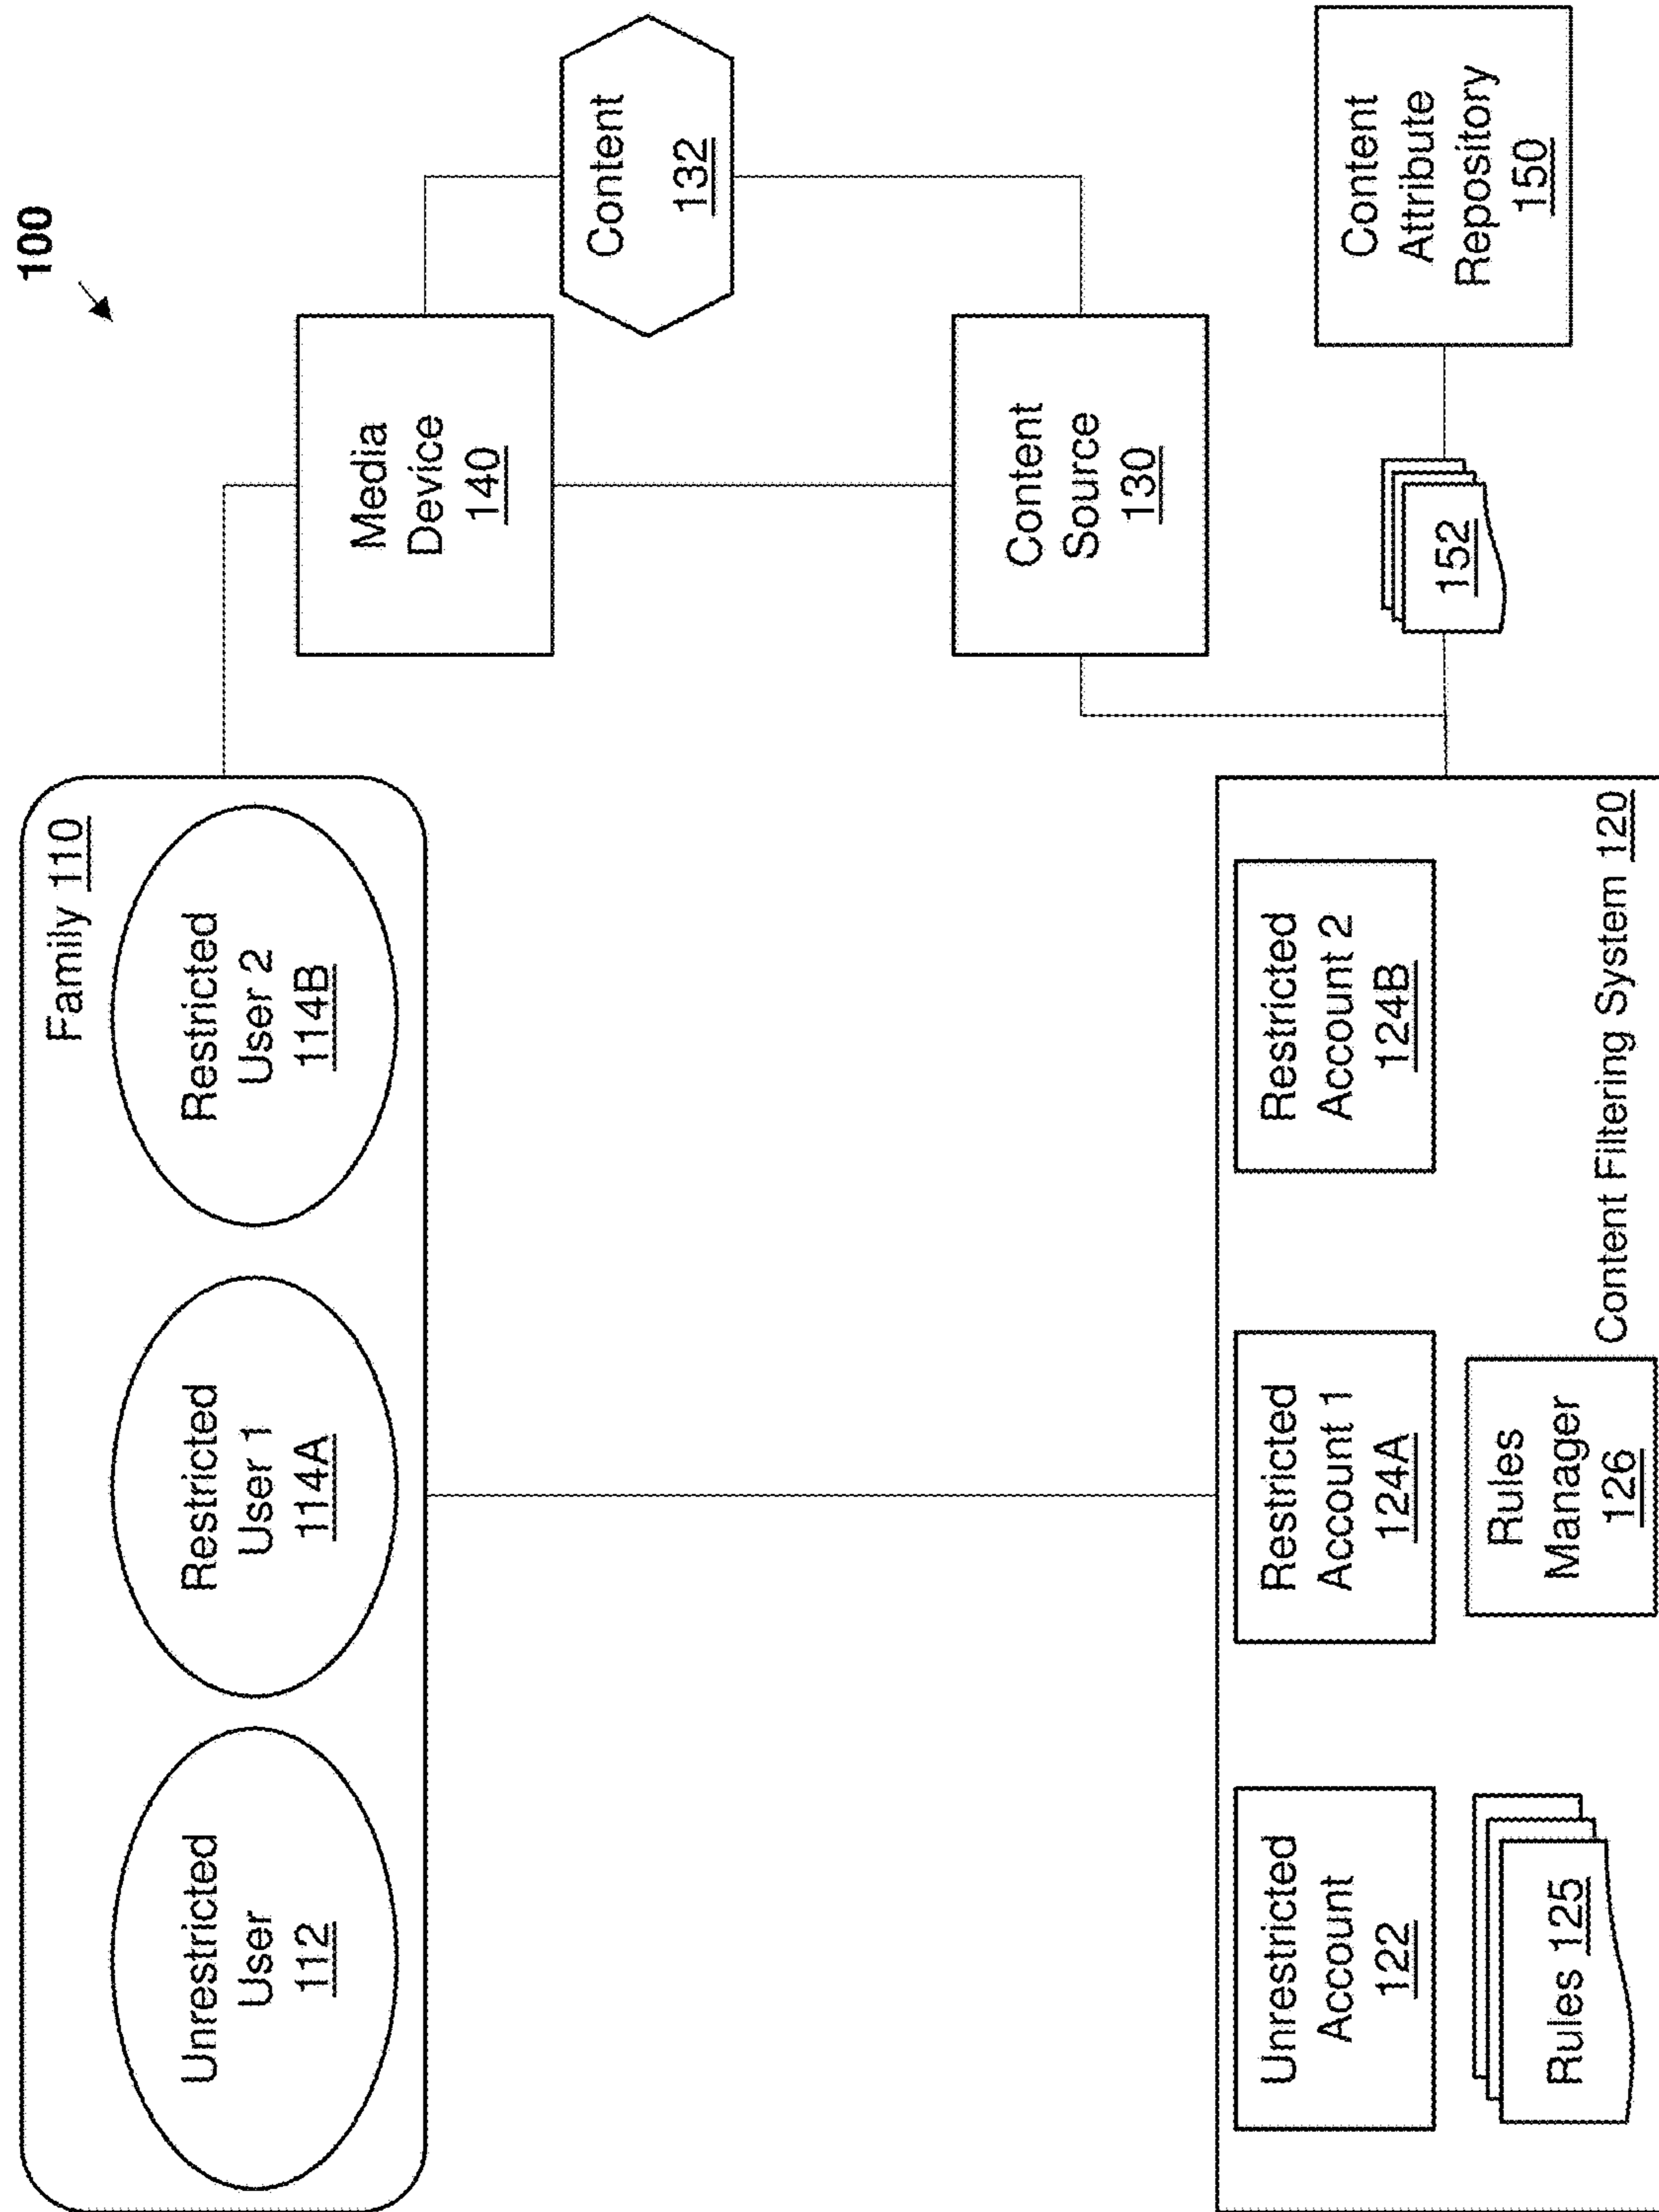 100
Family 110
Unrestricted
User
112
Restricted
User 1
114A
Restricted
User 2
114B
Media
Device
140
Content
132
Content
Source
130
Unrestricted
Account
122
Restricted
Account 1
124A
Restricted
Account 2
124B
Rules 125
Rules
Manager
126
Content Filtering System 120
152
Content
Attribute
Repository
150